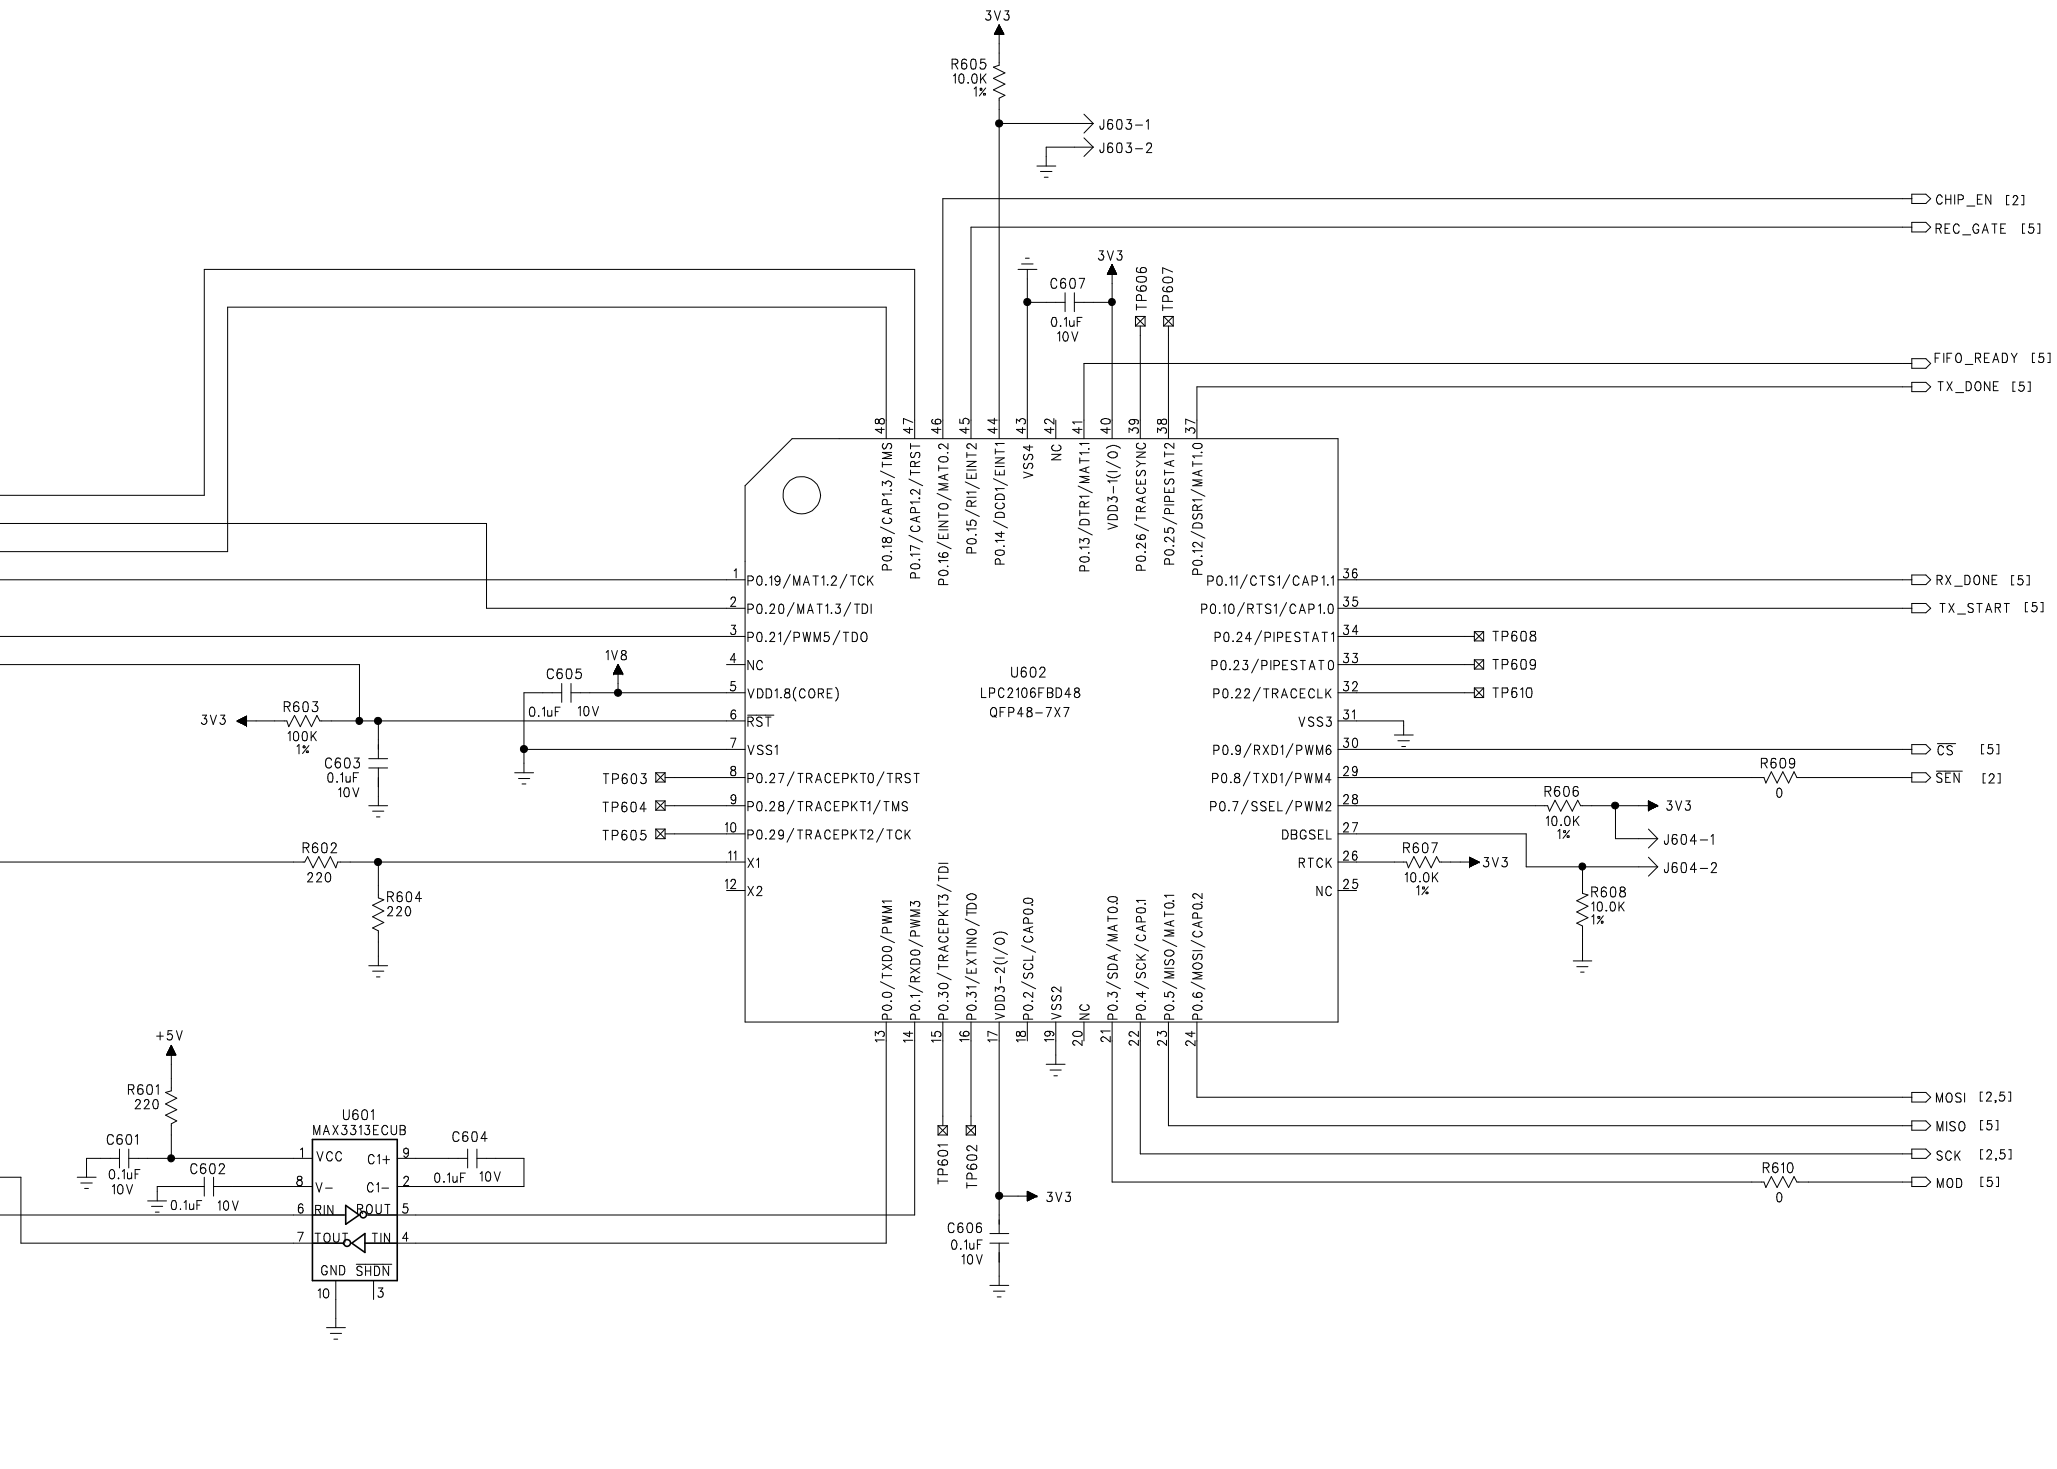 3V3
R605
10.0K
1%
J603-1
J603-2
CHIP_EN [2]
REC_GATE [5]
3V3
C607
0.1uF
10V
TP606
TP607
FIFO_READY [5]
TX_DONE [5]
48
47
46
45
44
43
42
41
40
39
38
37
P0.18/CAP1.3/TMS
P0.17/CAP1.2/TRST
P0.16/EINT0/MAT0.2
P0.15/RI1/EINT2
P0.14/DCD1/EINT1
VSS4
NC
P0.13/DTR1/MAT1.1
VDD3-1(I/O)
P0.26/TRACESYNC
P0.25/PIPESTAT2
P0.12/DSR1/MAT1.0
1 P0.19/MAT1.2/TCK
2 P0.20/MAT1.3/TDI
3 P0.21/PWM5/TDO
4 NC
5 VDD1.8(CORE)
6 RST
7 VSS1
8 P0.27/TRACEPKT0/TRST
9 P0.28/TRACEPKT1/TMS
10 P0.29/TRACEPKT2/TCK
11 X1
12 X2
U602
LPC2106FBD48
QFP48-7X7
P0.11/CTS1/CAP1.1 36
P0.10/RTS1/CAP1.0 35
P0.24/PIPESTAT1 34
P0.23/PIPESTAT0 33
P0.22/TRACECLK 32
VSS3 31
P0.9/RXD1/PWM6 30
P0.8/TXD1/PWM4 29
P0.7/SSEL/PWM2 28
DBGSEL 27
RTCK 26
NC 25
RX_DONE [5]
TX_START [5]
TP608
TP609
TP610
CS [5]
R609
0
SEN [2]
R606
10.0K
1%
3V3
J604-1
R607
10.0K
1%
3V3
J604-2
R608
10.0K
1%
1V8
C605
0.1uF 10V
3V3
R603
100K
1%
C603
0.1uF
10V
TP603
TP604
TP605
R602
220
R604
220
P0.0/TXD0/PWM1
P0.1/RXD0/PWM3
P0.30/TRACEPKT3/TDI
P0.31/EXTIN0/TDO
VDD3-2(I/O)
P0.2/SCL/CAP0.0
VSS2
NC
P0.3/SDA/MAT0.0
P0.4/SCK/CAP0.1
P0.5/MISO/MAT0.1
P0.6/MOSI/CAP0.2
13
14
15
16
17
18
19
20
21
22
23
24
TP601
TP602
3V3
C606
0.1uF
10V
MOSI [2,5]
MISO [5]
SCK [2,5]
R610
0
MOD [5]
+5V
R601
220
C601
0.1uF
10V
C602
0.1uF 10V
U601
MAX3313ECUB
1 VCC C1+ 9
8 V- C1- 2
6 RIN ROUT 5
7 TOUT TIN 4
GND SHDN
10 3
C604
0.1uF 10V